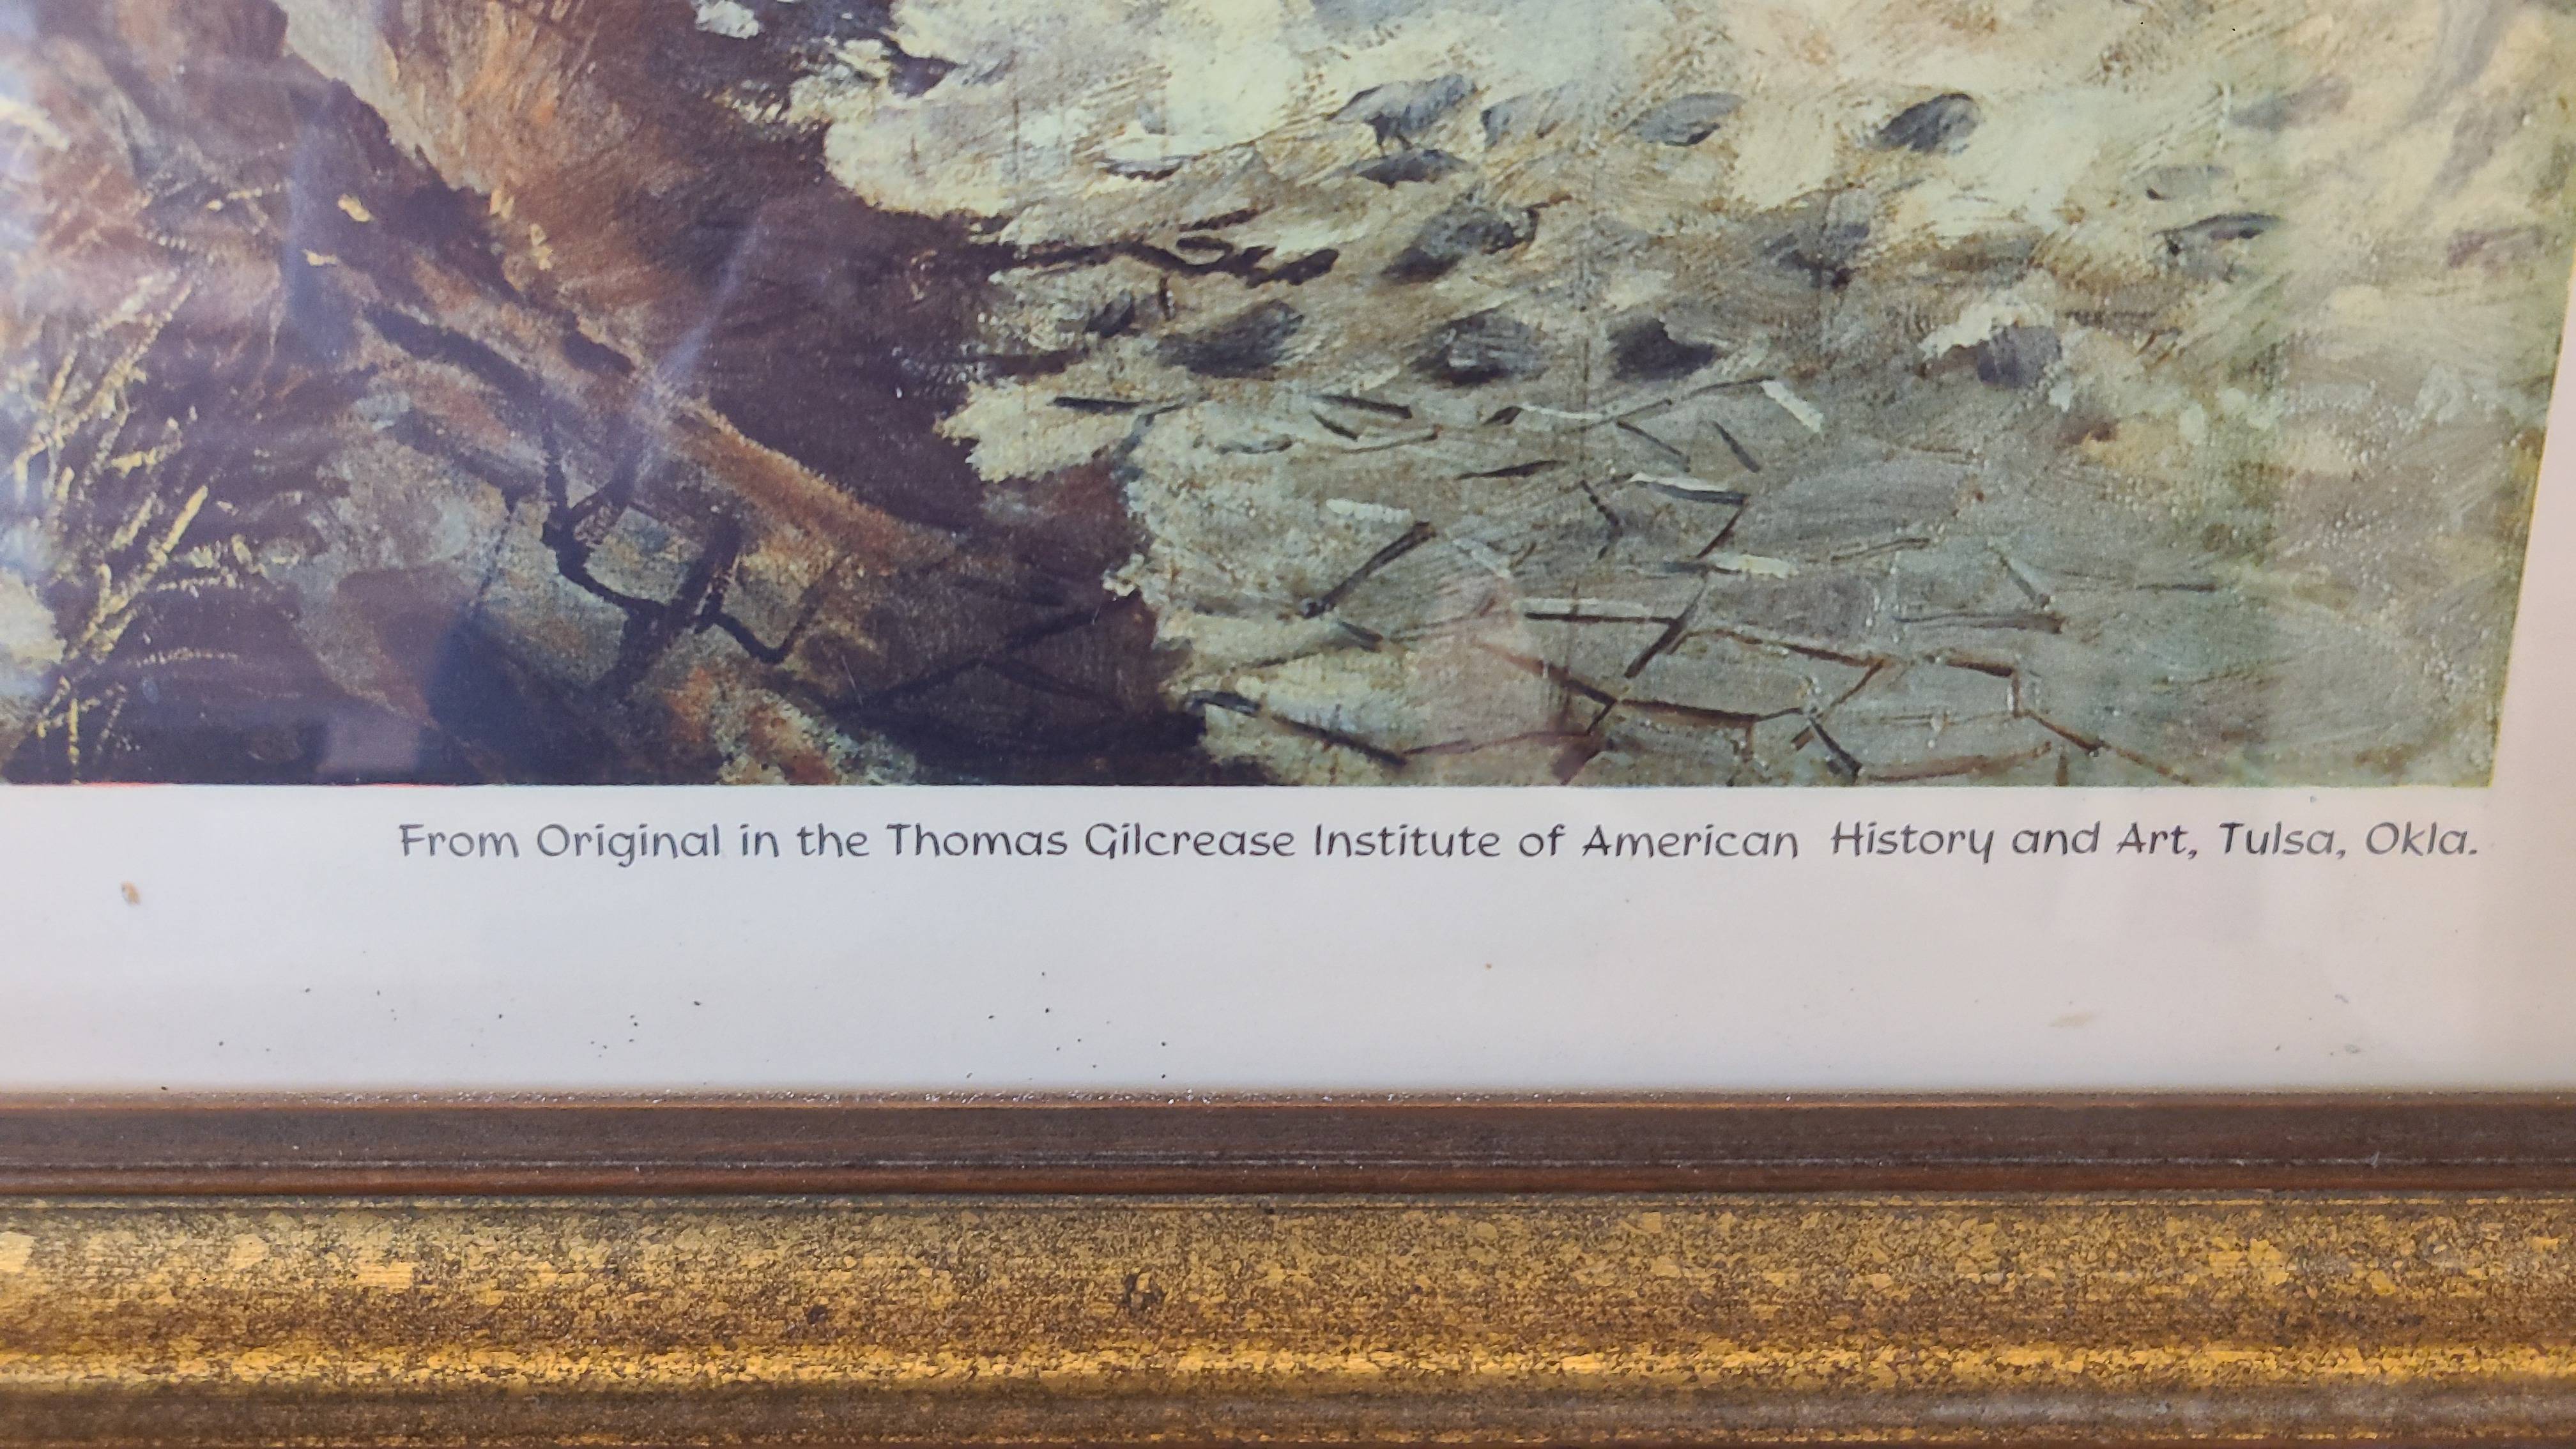 From Original in the Thomas Gilcrease Institute of American History and Art, Tulsa, Okla.